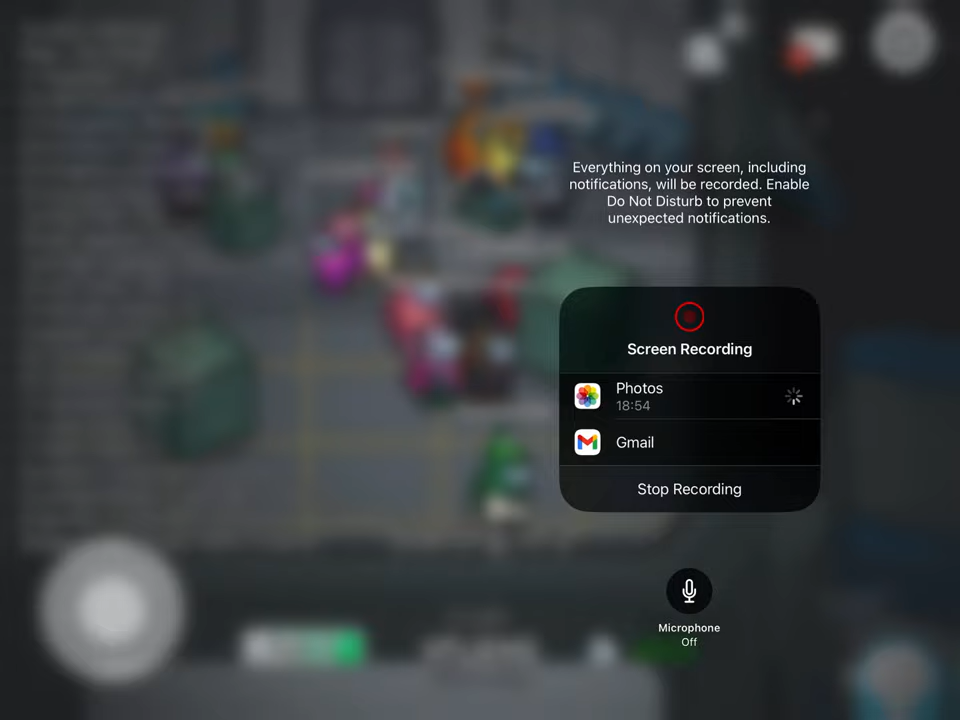 Everything on your screen, including
notifications, will be recorded. Enable
Do Not Disturb to prevent
unexpected notifications.
Screen Recording
Photos
18:54
Gmail
Stop Recording
Microphone
Off